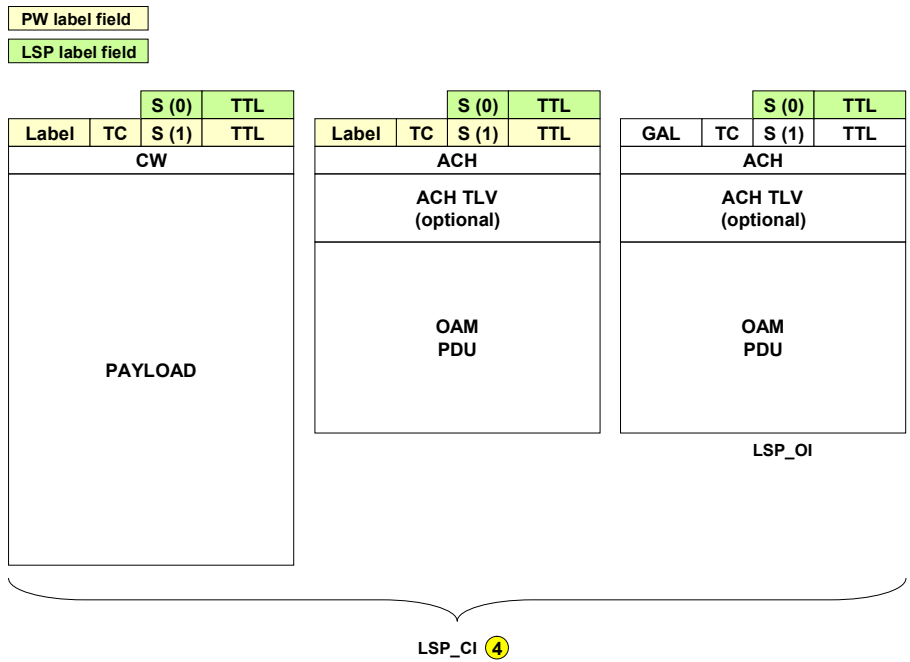 PW label field
LSP label field
S (0) TTL S (0) TTL S (0) TTL
Label TC S (1) TTL Label TC S (1) TTL GAL TC S (1) TTL
CW ACH ACH
ACH TLV
(optional)
ACH TLV
(optional)
PAYLOAD
OAM
PDU
OAM
PDU
LSP_OI
LSP_CI 4